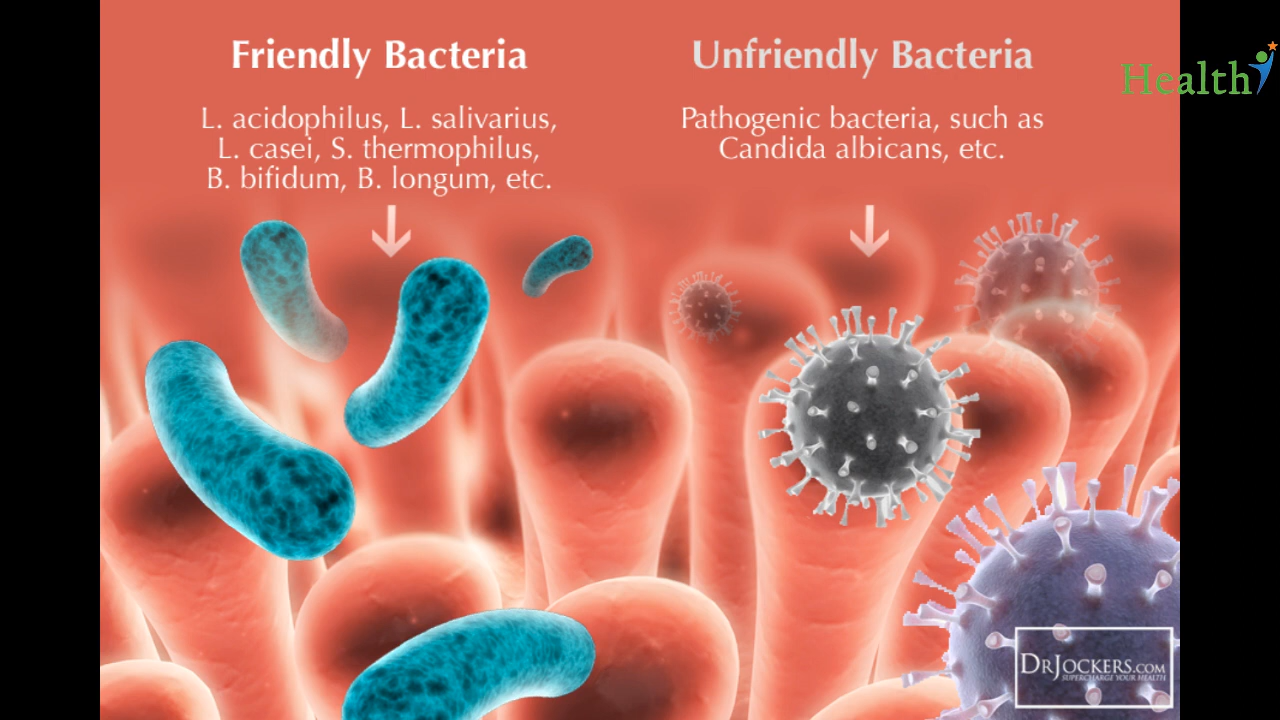 Friendly Bacteria
L. acidophilus, L. salivarius,
L. casei, S. thermophilus,
B. bifidum, B. longum, etc.
Unfriendly Bacteria
Pathogenic bacteria, such as
Candida albicans, etc.
Health
DRJOCKERS.COM
SUPERCHARGE YOUR HEALTH